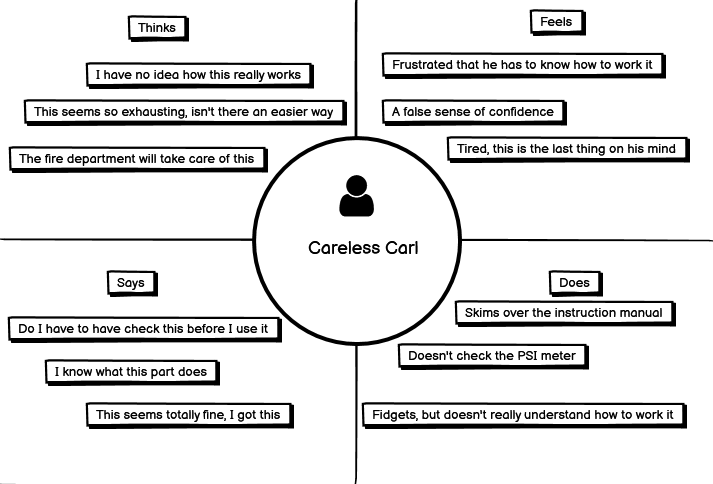 Thinks
I have no idea how this really works
This seems so exhausting, isn't there an easier way
The fire department will take care of this
Feels
Frustrated that he has to know how to work it
A false sense of confidence
Tired, this is the last thing on his mind
Careless Carl
Says
Do I have to have check this before I use it
I know what this part does
This seems totally fine, I got this
Does
Skims over the instruction manual
Doesn't check the PSI meter
Fidgets, but doesn't really understand how to work it